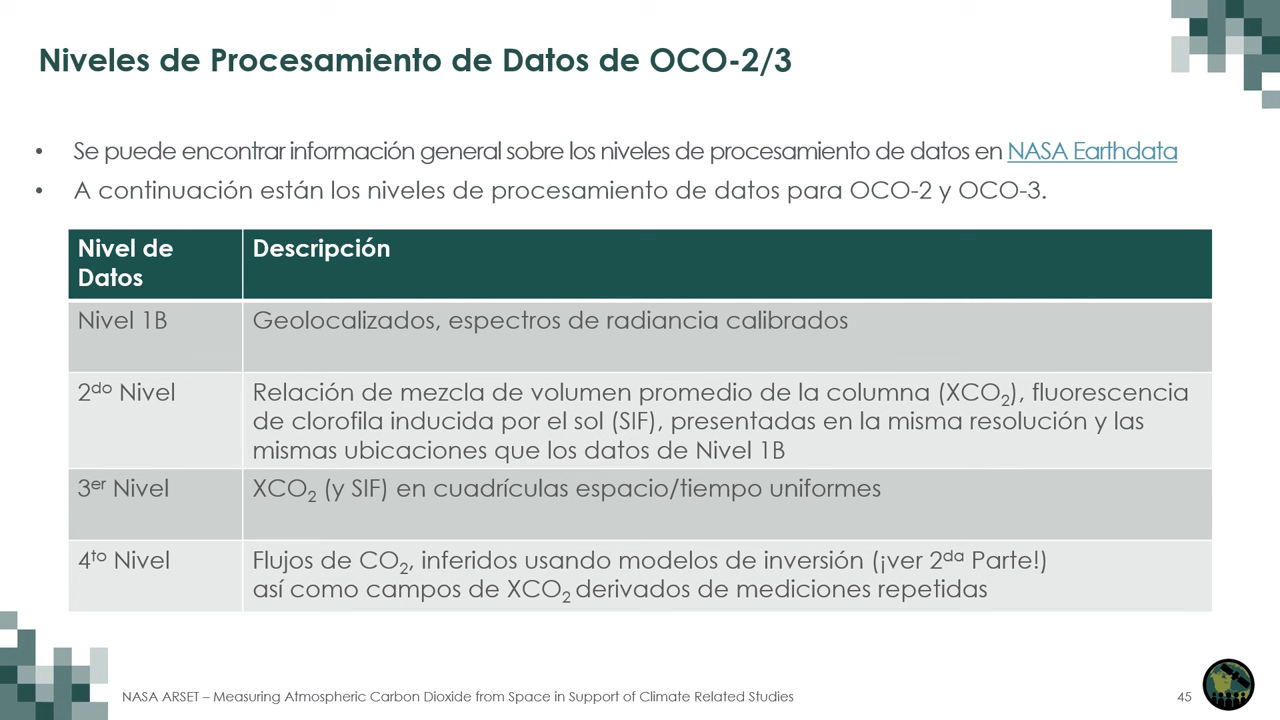 Niveles de Procesamiento de Datos de OCO-2/3
• Se puede encontrar información general sobre los niveles de procesamiento de datos en NASA Earthdata
• A continuación están los niveles de procesamiento de datos para OCO-2 y OCO-3.
Nivel de
Datos
Descripción
Nivel 1B
Geolocalizados, espectros de radiancia calibrados
2do Nivel
Relación de mezcla de volumen promedio de la columna (XCO2), fluorescencia
de clorofila inducida por el sol (SIF), presentadas en la misma resolución y las
mismas ubicaciones que los datos de Nivel 1B
3er Nivel
XCO2 (y SIF) en cuadrículas espacio/tiempo uniformes
4to Nivel
Flujos de CO2, inferidos usando modelos de inversión (¡ver 2da Parte!)
así como campos de XCO2 derivados de mediciones repetidas
NASA ARSET – Measuring Atmospheric Carbon Dioxide from Space in Support of Climate Related Studies
45